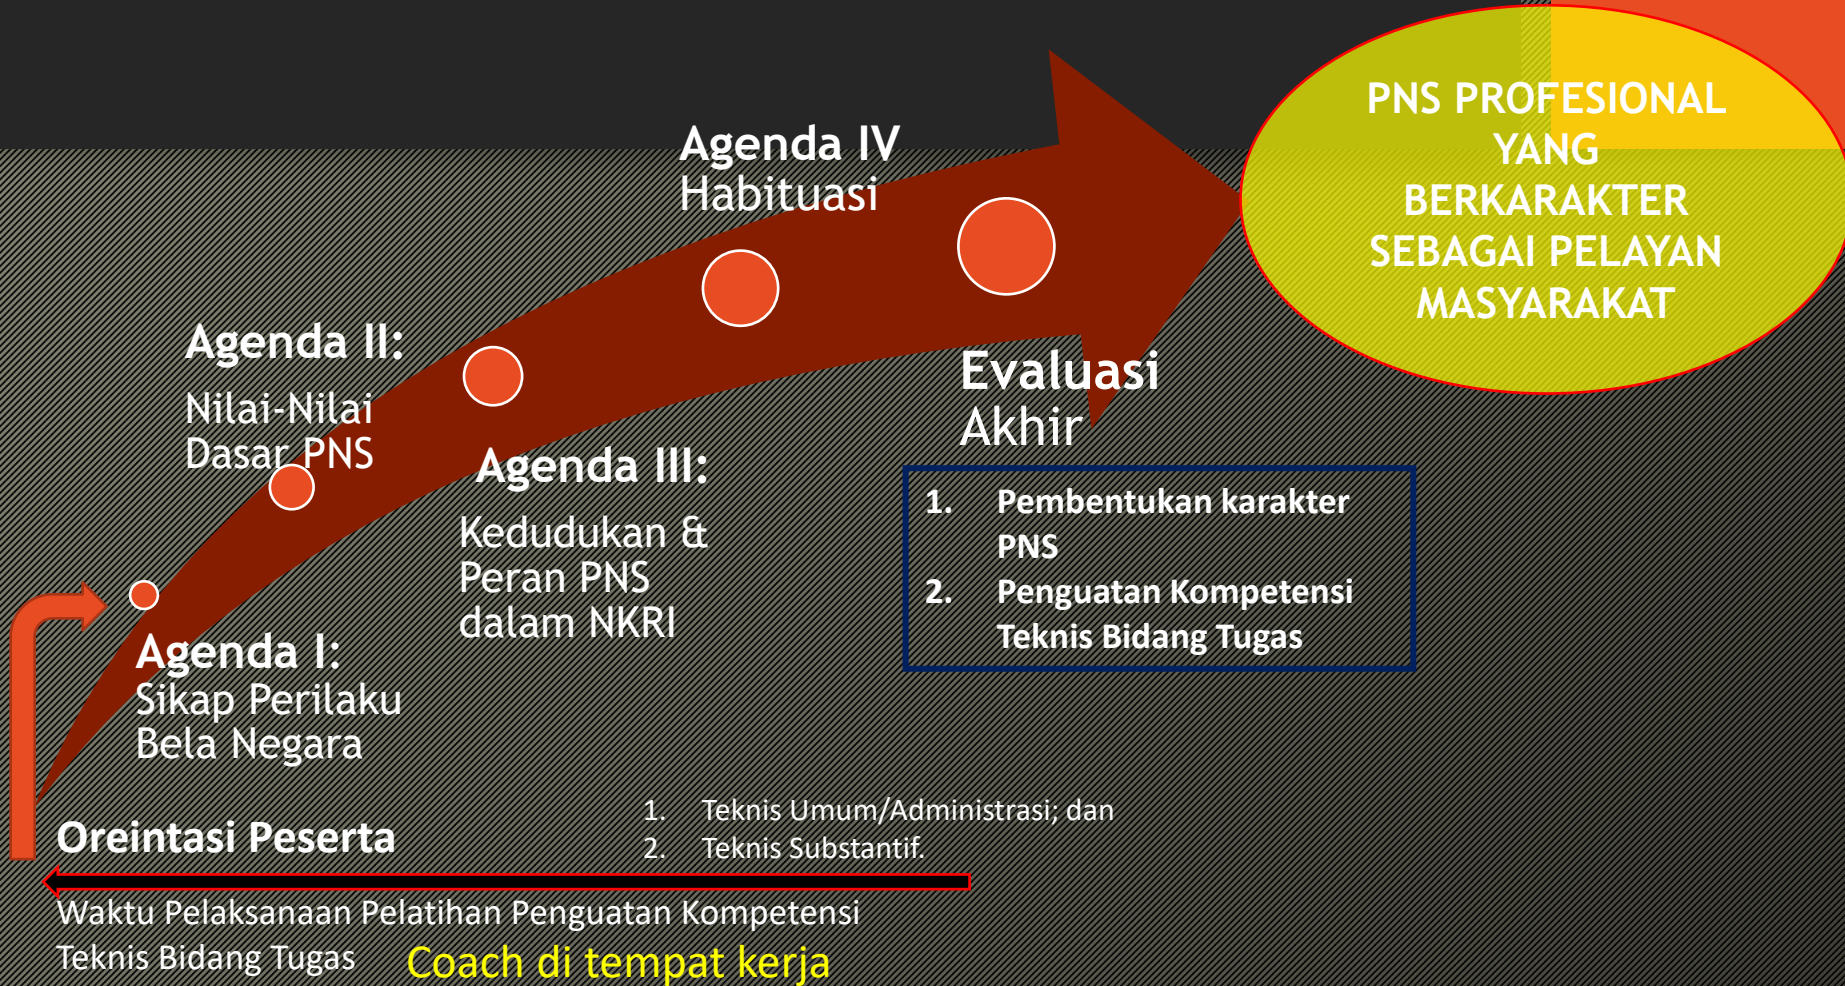 PNS PROFESIONAL
YANG
BERKARAKTER
SEBAGAI PELAYAN
MASYARAKAT
Agenda IV
Habituasi
Agenda II:
Nilai-Nilai
Dasar PNS
Evaluasi
Akhir
Agenda III:
Kedudukan &
Peran PNS
dalam NKRI
1. Pembentukan karakter
PNS
2. Penguatan Kompetensi
Teknis Bidang Tugas
Agenda I:
Sikap Perilaku
Bela Negara
Oreintasi Peserta
1. Teknis Umum/Administrasi; dan
2. Teknis Substantif.
Waktu Pelaksanaan Pelatihan Penguatan Kompetensi
Teknis Bidang Tugas
Coach di tempat kerja